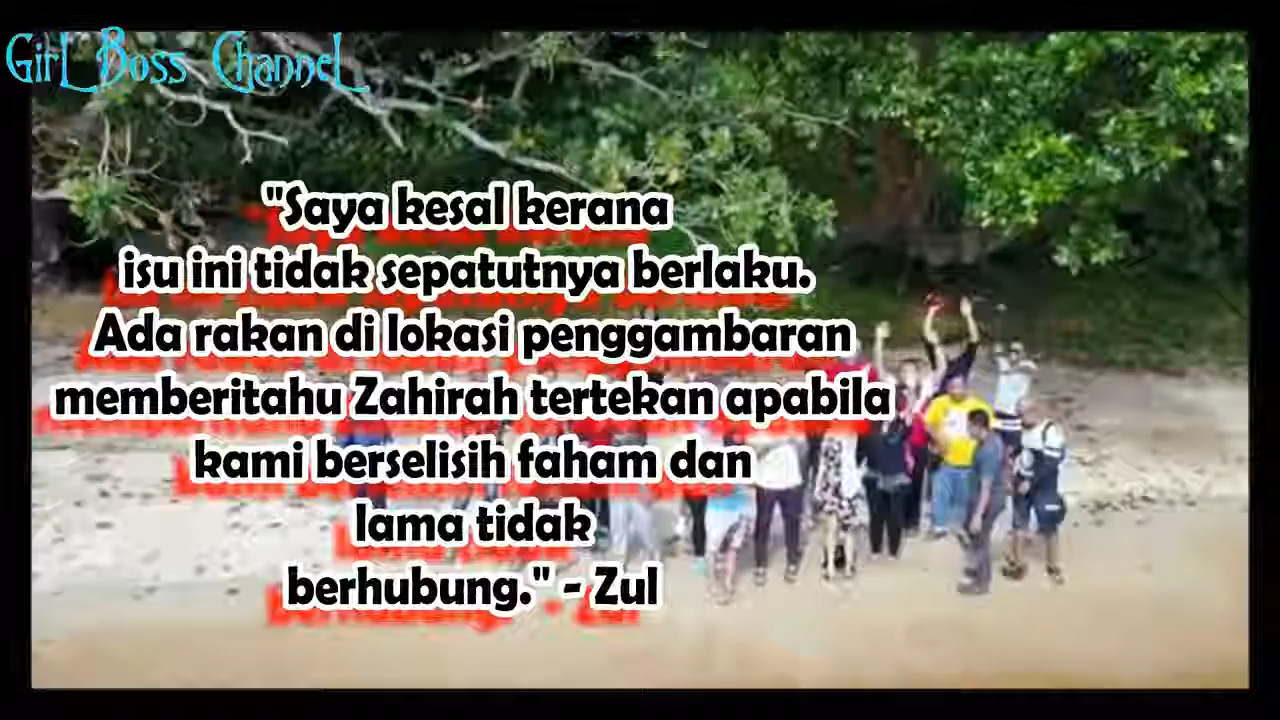 GirL Boss ChanneL
"Saya kesal kerana
isu ini tidak sepatutnya berlaku.
Ada rakan di lokasi penggambaran
memberitahu Zahirah tertekan apabila
kami berselisih faham dan
lama tidak
berhubung." - Zul